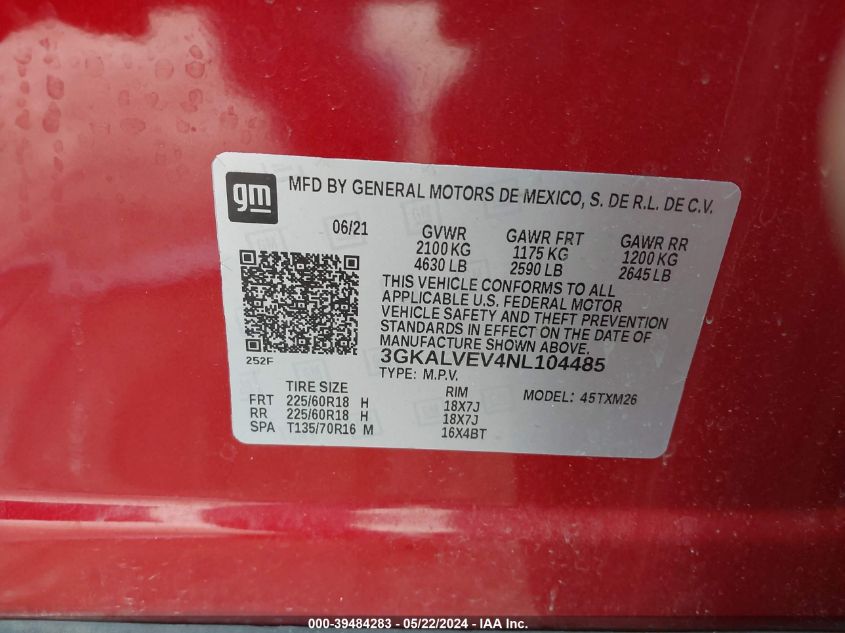 gm MFD BY GENERAL MOTORS DE MEXICO, S. DE R.L. DE C.V.
06/21 GVWR GAWR FRT GAWR RR
2100 KG 1175 KG 1200 KG
4630 LB 2590 LB 2645 LB
THIS VEHICLE CONFORMS TO ALL
APPLICABLE U.S. FEDERAL MOTOR
VEHICLE SAFETY AND THEFT PREVENTION
STANDARDS IN EFFECT ON THE DATE OF
MANUFACTURE SHOWN ABOVE.
252F 3GKALVEV4NL104485
TYPE: M.P.V.
TIRE SIZE RIM MODEL: 45TXM26
FRT 225/60R18 H 18X7J
RR 225/60R18 H 18X7J
SPA T135/70R16 M 16X4BT
000-39484283 - 05/22/2024 - IAA Inc.